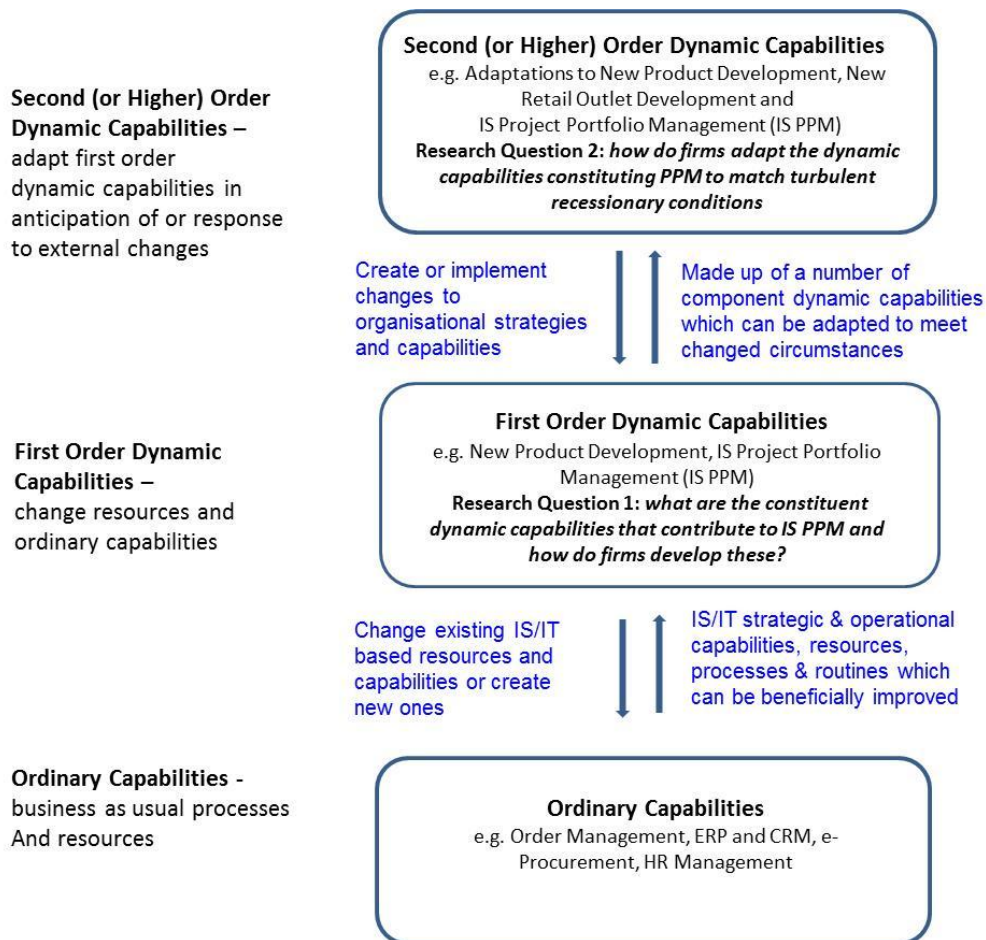 Second (or Higher) Order Dynamic Capabilities
e.g. Adaptations to New Product Development, New
Retail Outlet Development and
IS Project Portfolio Management (IS PPM)
Research Question 2: how do firms adapt the dynamic
capabilities constituting PPM to match turbulent
recessionary conditions
Second (or Higher) Order
Dynamic Capabilities –
adapt first order
dynamic capabilities in
anticipation of or response
to external changes
Create or implement
changes to
organisational strategies
and capabilities
Made up of a number of
component dynamic capabilities
which can be adapted to meet
changed circumstances
First Order Dynamic Capabilities
e.g. New Product Development, IS Project Portfolio
Management (IS PPM)
Research Question 1: what are the constituent
dynamic capabilities that contribute to IS PPM and
how do firms develop these?
First Order Dynamic
Capabilities –
change resources and
ordinary capabilities
Change existing IS/IT
based resources and
capabilities or create
new ones
IS/IT strategic & operational
capabilities, resources,
processes & routines which
can be beneficially improved
Ordinary Capabilities -
business as usual processes
And resources
Ordinary Capabilities
e.g. Order Management, ERP and CRM, e-
Procurement, HR Management